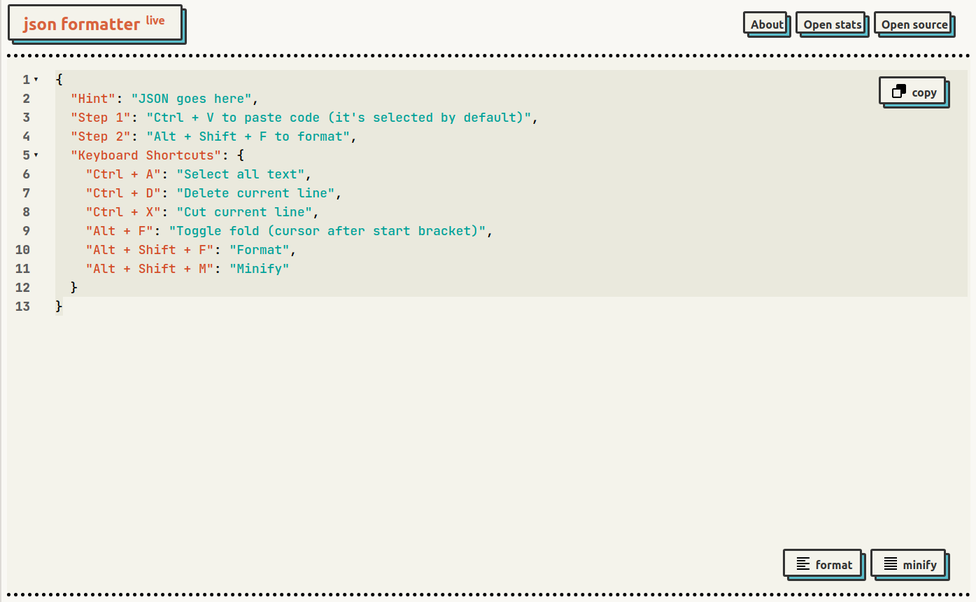 json formatter live
About Open stats Open source
1 {
2 "Hint": "JSON goes here",
3 "Step 1": "Ctrl + V to paste code (it's selected by default)",
4 "Step 2": "Alt + Shift + F to format",
5 "Keyboard Shortcuts": {
6 "Ctrl + A": "Select all text",
7 "Ctrl + D": "Delete current line",
8 "Ctrl + X": "Cut current line",
9 "Alt + F": "Toggle fold (cursor after start bracket)",
10 "Alt + Shift + F": "Format",
11 "Alt + Shift + M": "Minify"
12 }
13 }
copy
format minify